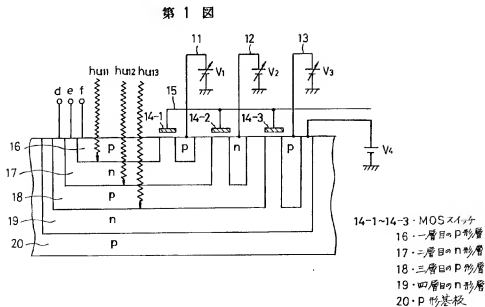 第1図
11 12 13
V1 V2 V3
hν11 hν12 hν13
15
d e f
14-1 14-2 14-3
16 p p n p
V4
17 n
18 p
19 n
20 p
14-1~14-3・MOSスイッチ
16・一層目のp形層
17・二層目のn形層
18・三層目のp形層
19・四層目のn形層
20・p形基板